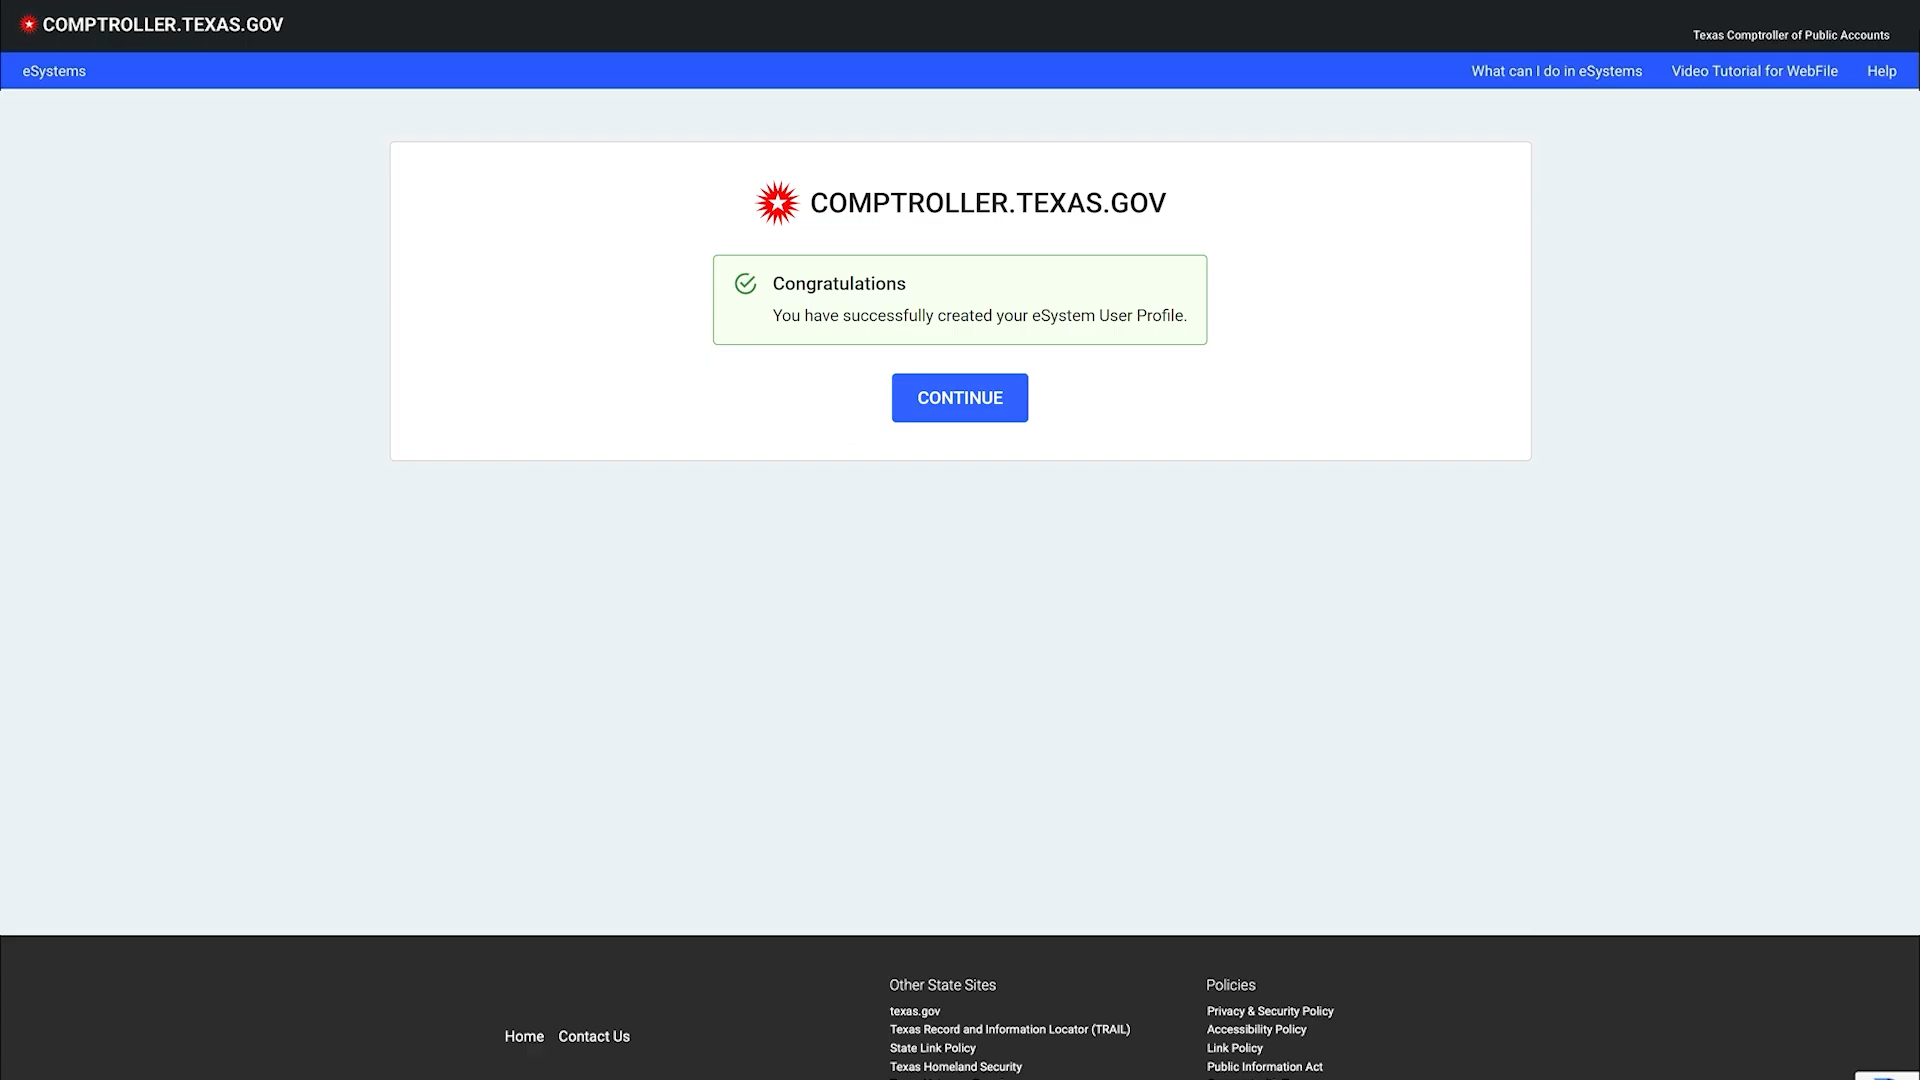 COMPTROLLER.TEXAS.GOV
Texas Comptroller of Public Accounts
eSystems
What can I do in eSystems
Video Tutorial for WebFile
Help
COMPTROLLER.TEXAS.GOV
Congratulations
You have successfully created your eSystem User Profile.
CONTINUE
Home
Contact Us
Other State Sites
texas.gov
Texas Record and Information Locator (TRAIL)
State Link Policy
Texas Homeland Security
Policies
Privacy & Security Policy
Accessibility Policy
Link Policy
Public Information Act